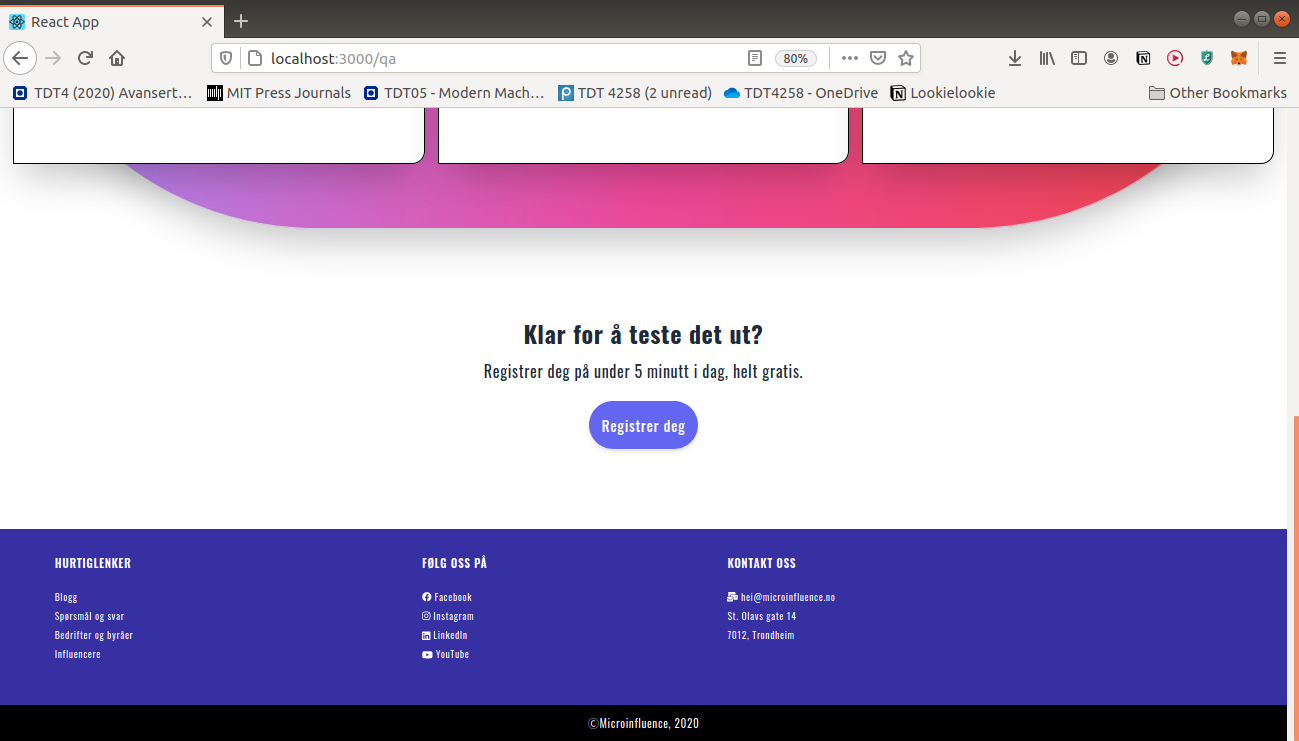 React App
localhost:3000/qa
80%
TDT4 (2020) Avansert...
MIT Press Journals
TDT05 - Modern Mach...
TDT 4258 (2 unread)
TDT4258 - OneDrive
Lookielookie
Other Bookmarks
Klar for å teste det ut?
Registrer deg på under 5 minutt i dag, helt gratis.
Registrer deg
HURTIGLENKER
Blogg
Spørsmål og svar
Bedrifter og byråer
Influencere
FØLG OSS PÅ
Facebook
Instagram
LinkedIn
YouTube
KONTAKT OSS
hei@microinfluence.no
St. Olavs gate 14
7012, Trondheim
©Microinfluence, 2020